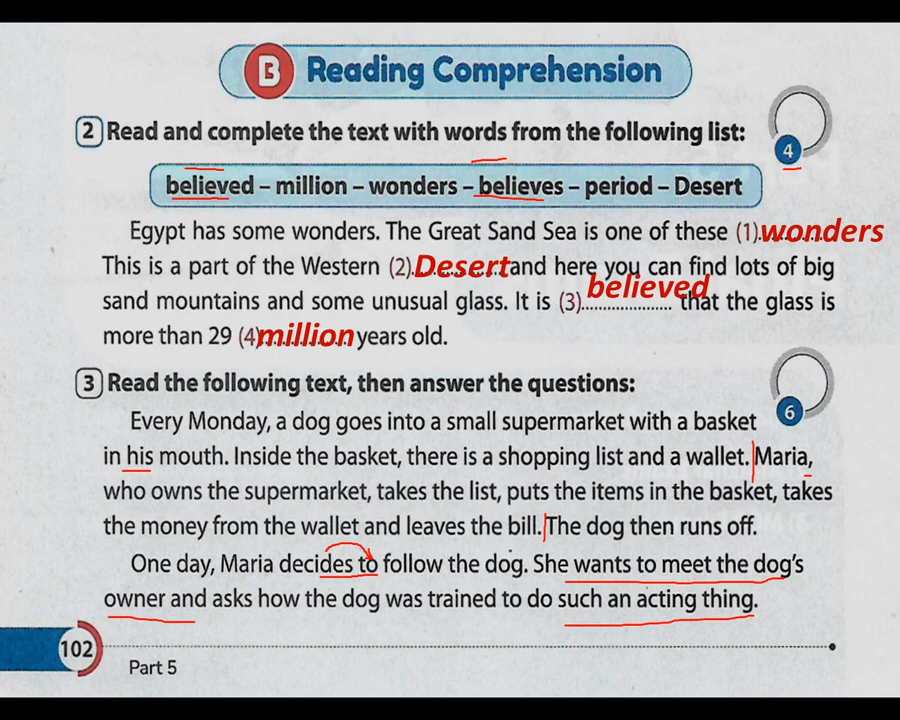 B Reading Comprehension
2 Read and complete the text with words from the following list:
4
believed – million – wonders – believes – period – Desert
Egypt has some wonders. The Great Sand Sea is one of these (1)..........wonders
This is a part of the Western (2)..........Desert and here you can find lots of big
sand mountains and some unusual glass. It is (3)..........believed that the glass is
more than 29 (4)..........million years old.
3 Read the following text, then answer the questions:
6
Every Monday, a dog goes into a small supermarket with a basket
in his mouth. Inside the basket, there is a shopping list and a wallet. Maria,
who owns the supermarket, takes the list, puts the items in the basket, takes
the money from the wallet and leaves the bill. The dog then runs off.
One day, Maria decides to follow the dog. She wants to meet the dog's
owner and asks how the dog was trained to do such an acting thing.
102
Part 5